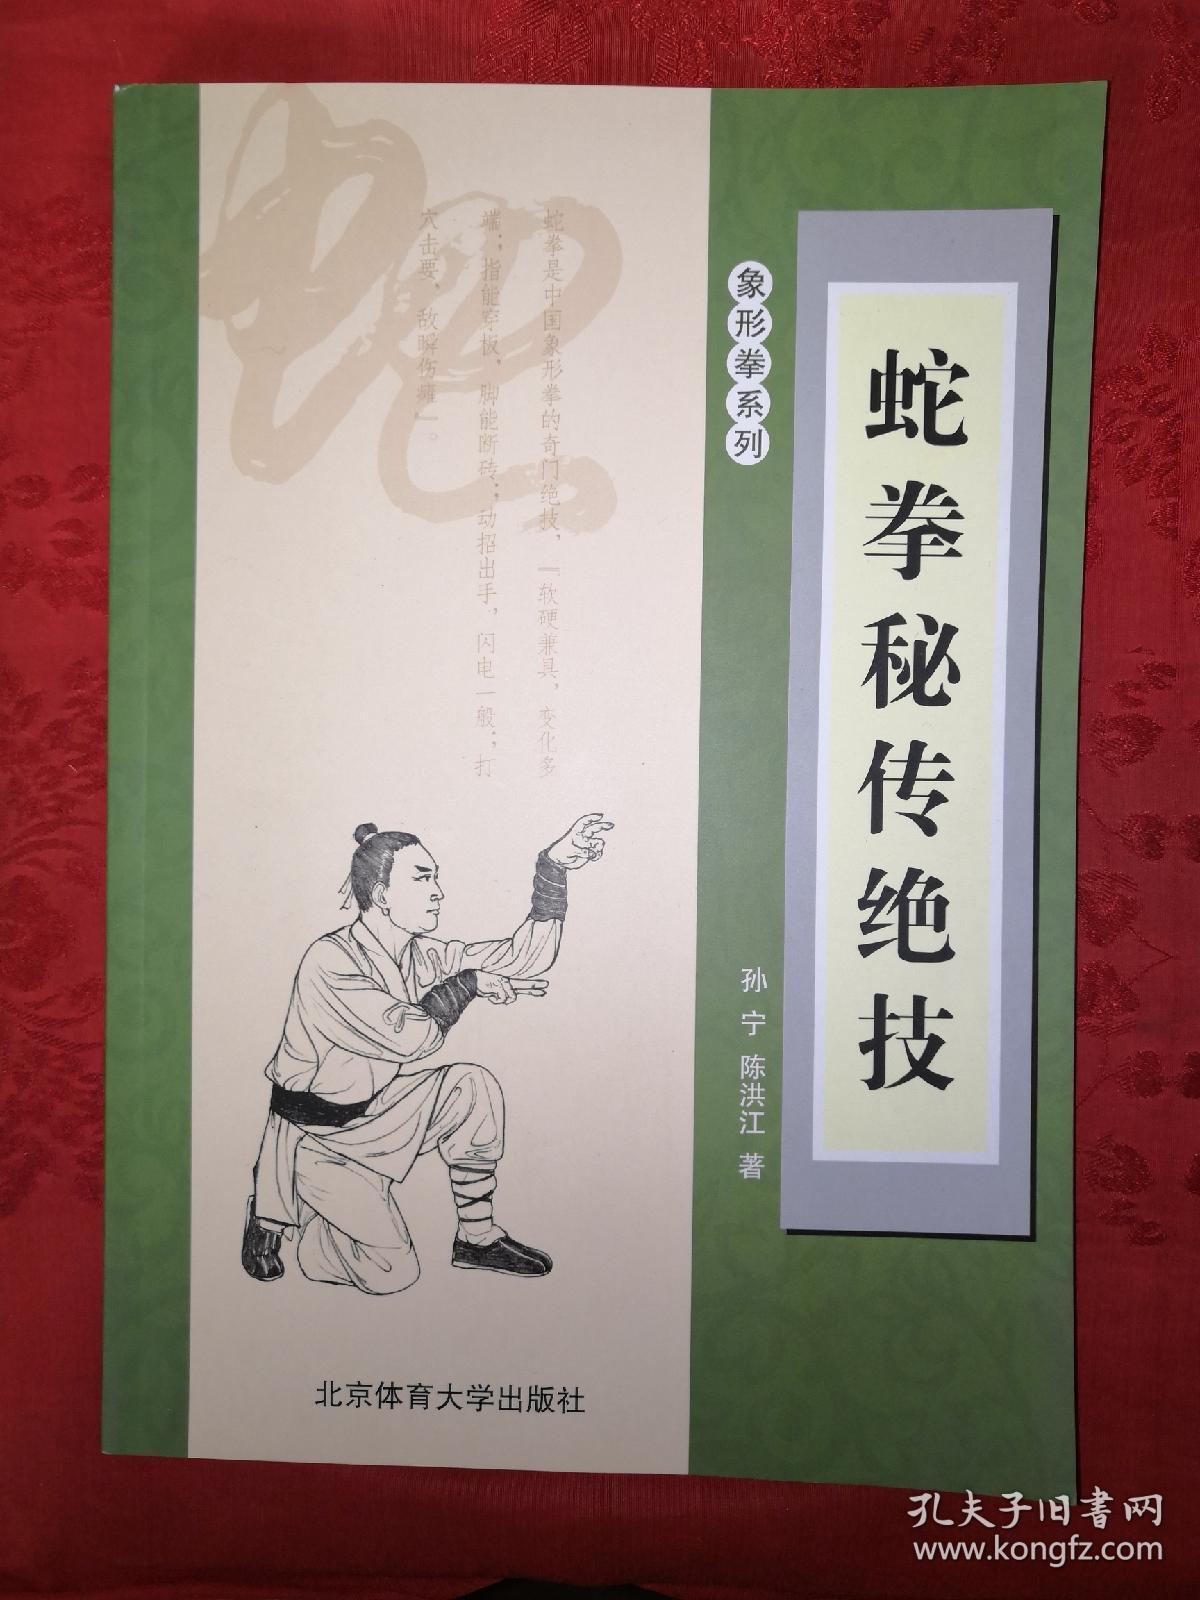 蛇拳秘传绝技
象形拳系列
孙宁 陈洪江 著
蛇
蛇拳是中国象形拳的奇门绝技，『软硬兼具，变化多
端；指能穿板，脚能断砖；动招出手，闪电一般；打
穴击要，敌瞬伤瘫』。
北京体育大学出版社
孔夫子旧书网
www.kongfz.com